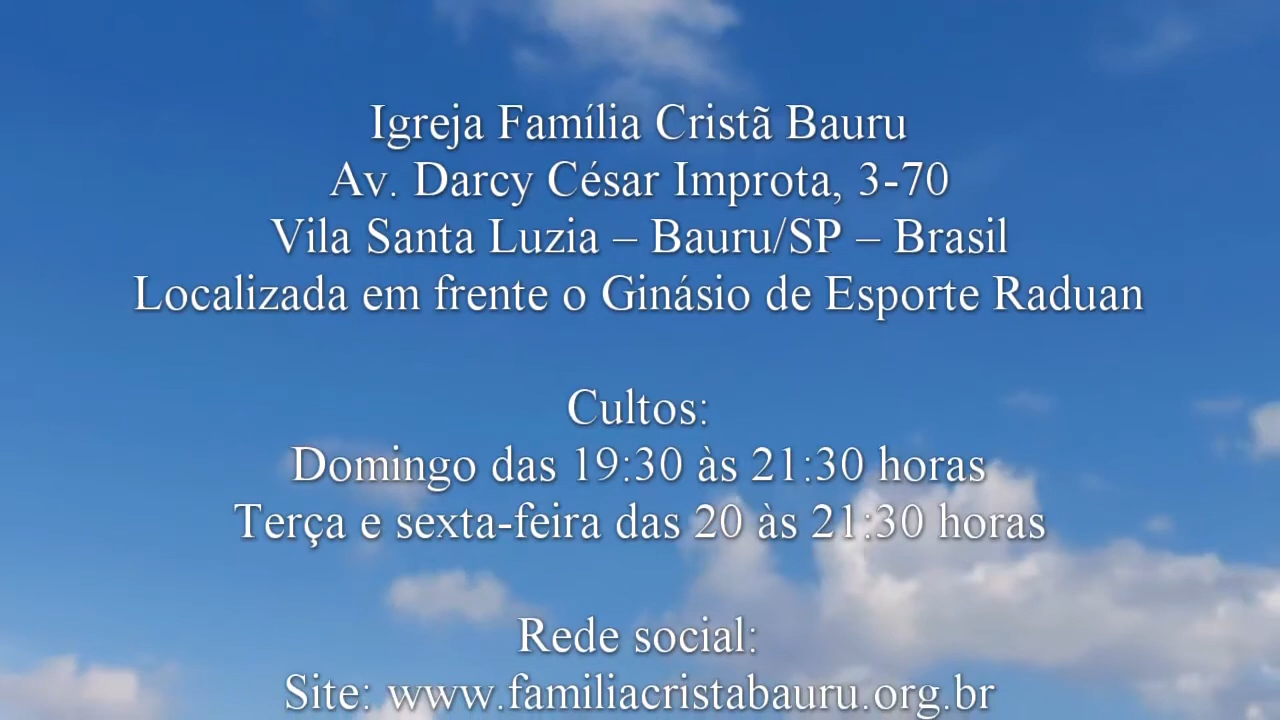 Igreja Família Cristã Bauru
Av. Darcy César Improta, 3-70
Vila Santa Luzia – Bauru/SP – Brasil
Localizada em frente o Ginásio de Esporte Raduan
Cultos:
Domingo das 19:30 às 21:30 horas
Terça e sexta-feira das 20 às 21:30 horas
Rede social:
Site: www.familiacristabauru.org.br